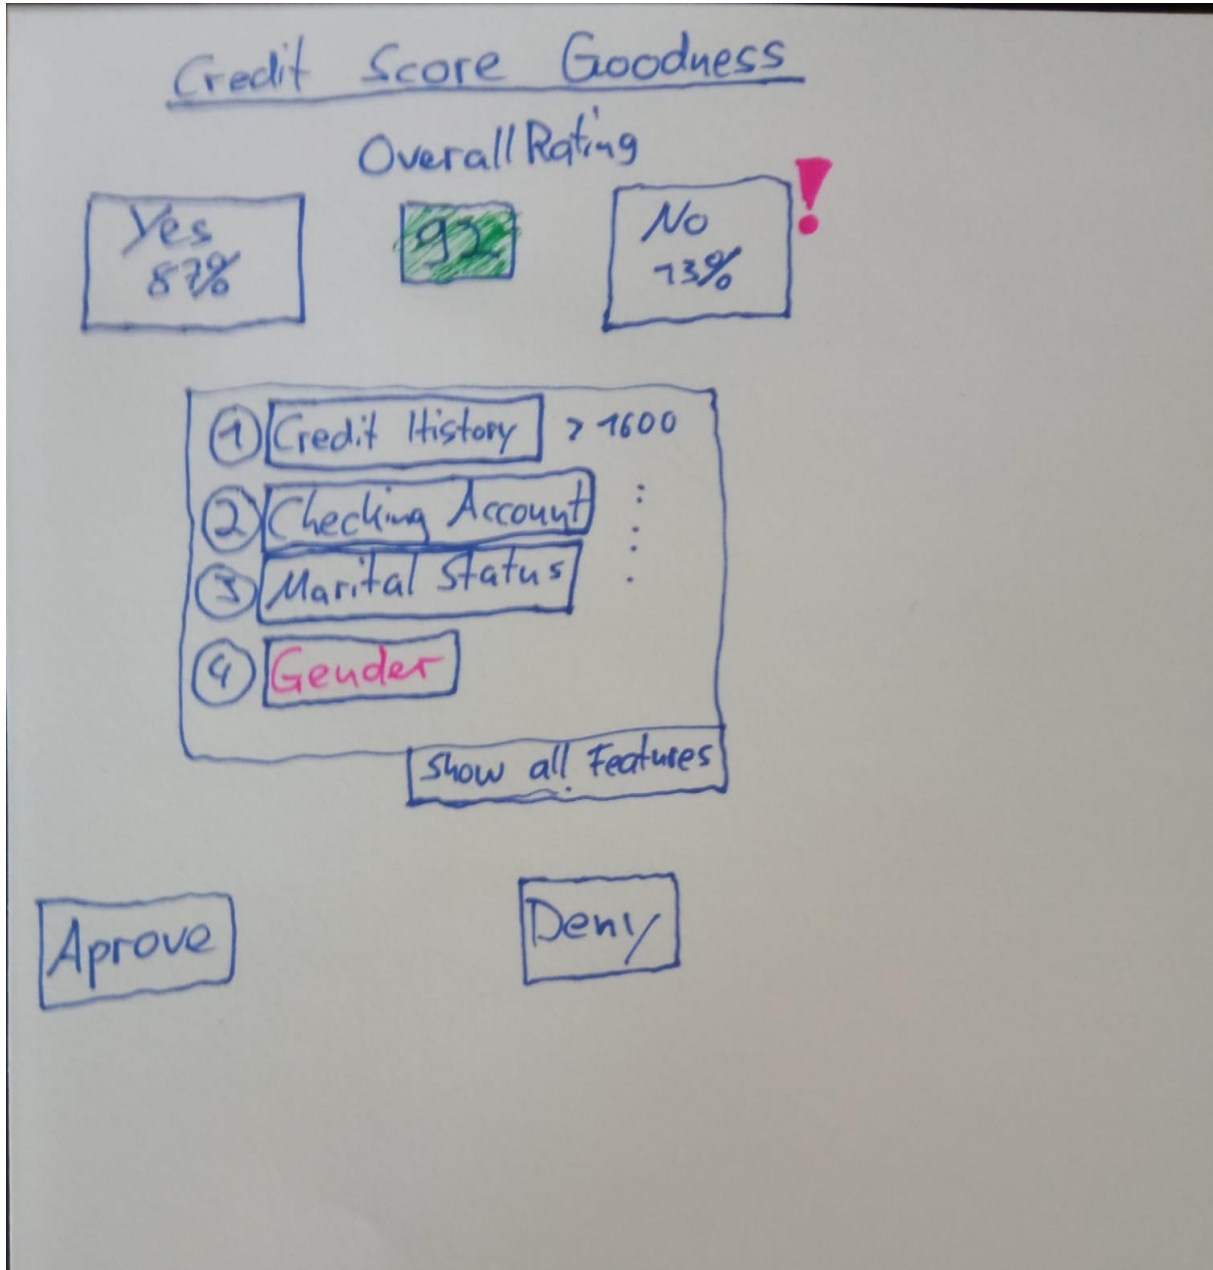 Credit Score Goodness
Overall Rating
Yes
87%
92
No
13%
!
1 Credit History > 1600
2 Checking Account
3 Marital Status
4 Gender
Show all Features
Aprove
Deny